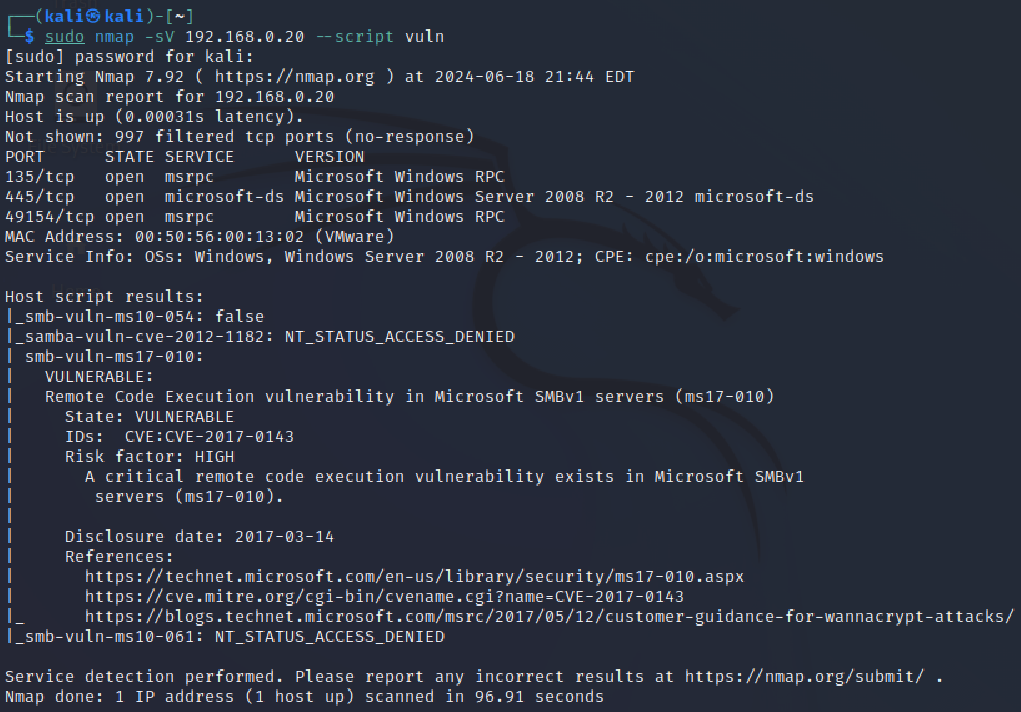 ┌──(kali㉿kali)-[~]
└─$ sudo nmap -sV 192.168.0.20 --script vuln
[sudo] password for kali:
Starting Nmap 7.92 ( https://nmap.org ) at 2024-06-18 21:44 EDT
Nmap scan report for 192.168.0.20
Host is up (0.00031s latency).
Not shown: 997 filtered tcp ports (no-response)
PORT      STATE SERVICE      VERSION
135/tcp   open  msrpc        Microsoft Windows RPC
445/tcp   open  microsoft-ds Microsoft Windows Server 2008 R2 - 2012 microsoft-ds
49154/tcp open  msrpc        Microsoft Windows RPC
MAC Address: 00:50:56:00:13:02 (VMware)
Service Info: OSs: Windows, Windows Server 2008 R2 - 2012; CPE: cpe:/o:microsoft:windows

Host script results:
|_smb-vuln-ms10-054: false
|_samba-vuln-cve-2012-1182: NT_STATUS_ACCESS_DENIED
| smb-vuln-ms17-010:
|   VULNERABLE:
|   Remote Code Execution vulnerability in Microsoft SMBv1 servers (ms17-010)
|     State: VULNERABLE
|     IDs:  CVE:CVE-2017-0143
|     Risk factor: HIGH
|       A critical remote code execution vulnerability exists in Microsoft SMBv1
|        servers (ms17-010).
|
|     Disclosure date: 2017-03-14
|     References:
|       https://technet.microsoft.com/en-us/library/security/ms17-010.aspx
|       https://cve.mitre.org/cgi-bin/cvename.cgi?name=CVE-2017-0143
|_      https://blogs.technet.microsoft.com/msrc/2017/05/12/customer-guidance-for-wannacrypt-attacks/
|_smb-vuln-ms10-061: NT_STATUS_ACCESS_DENIED

Service detection performed. Please report any incorrect results at https://nmap.org/submit/ .
Nmap done: 1 IP address (1 host up) scanned in 96.91 seconds